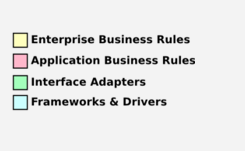 Enterprise Business Rules
Application Business Rules
Interface Adapters
Frameworks & Drivers